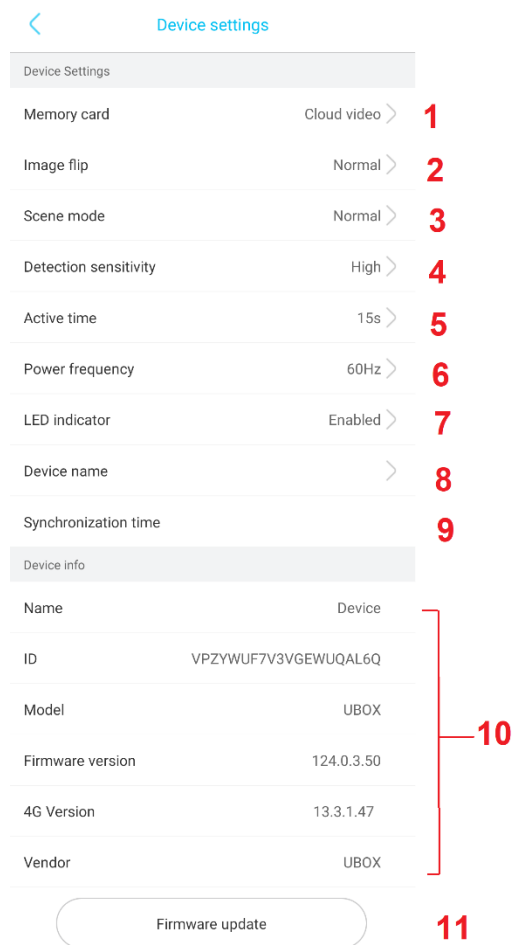 Device settings
Device Settings
Memory card Cloud video 1
Image flip Normal 2
Scene mode Normal 3
Detection sensitivity High 4
Active time 15s 5
Power frequency 60Hz 6
LED indicator Enabled 7
Device name 8
Synchronization time 9
Device info
Name Device
ID VPZYWUF7V3VGEWUQAL6Q
Model UBOX
10
Firmware version 124.0.3.50
4G Version 13.3.1.47
Vendor UBOX
Firmware update 11